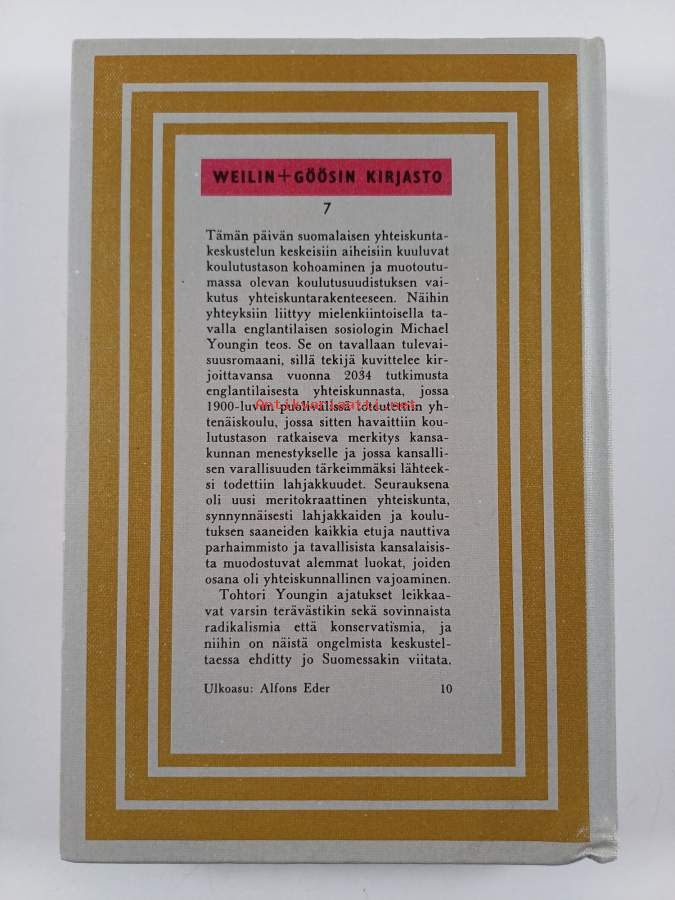 WEILIN+GÖÖSIN KIRJASTO
7
Tämän päivän suomalaisen yhteiskunta-
keskustelun keskeisiin aiheisiin kuuluvat
koulutustason kohoaminen ja muotoutu-
massa olevan koulutusuudistuksen vai-
kutus yhteiskuntarakenteeseen. Näihin
yhteyksiin liittyy mielenkiintoisella ta-
valla englantilaisen sosiologin Michael
Youngin teos. Se on tavallaan tulevai-
suusromaani, sillä tekijä kuvittelee kir-
joittavansa vuonna 2034 tutkimusta
englantilaisesta yhteiskunnasta, jossa
Antikvariaatti.net
1900-luvun puolivälissä toteutettiin yh-
tenäiskoulu, jossa sitten havaittiin kou-
lutustason ratkaiseva merkitys kansa-
kunnan menestykselle ja jossa kansalli-
sen varallisuuden tärkeimmäksi lähteek-
si todettiin lahjakkuudet. Seurauksena
oli uusi meritokraattinen yhteiskunta,
synnynnäisesti lahjakkaiden ja koulu-
tuksen saaneiden kaikkia etuja nauttiva
parhaimmisto ja tavallisista kansalaisis-
ta muodostuvat alemmat luokat, joiden
osana oli yhteiskunnallinen vajoaminen.
Tohtori Youngin ajatukset leikkaa-
vat varsin terävästikin sekä sovinnaista
radikalismia että konservatismia, ja
niihin on näistä ongelmista keskustel-
taessa ehditty jo Suomessakin viitata.
Ulkoasu: Alfons Eder 10